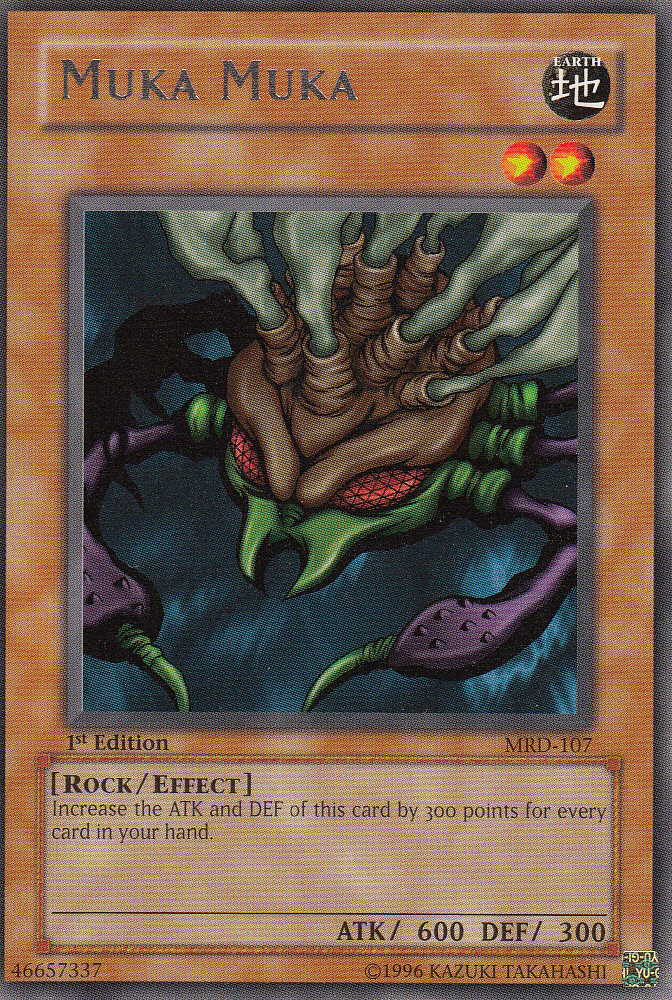 MUKA MUKA
EARTH
地
1st Edition
MRD-107
[ROCK/EFFECT]
Increase the ATK and DEF of this card by 300 points for every
card in your hand.
ATK/ 600 DEF/ 300
46657337
©1996 KAZUKI TAKAHASHI